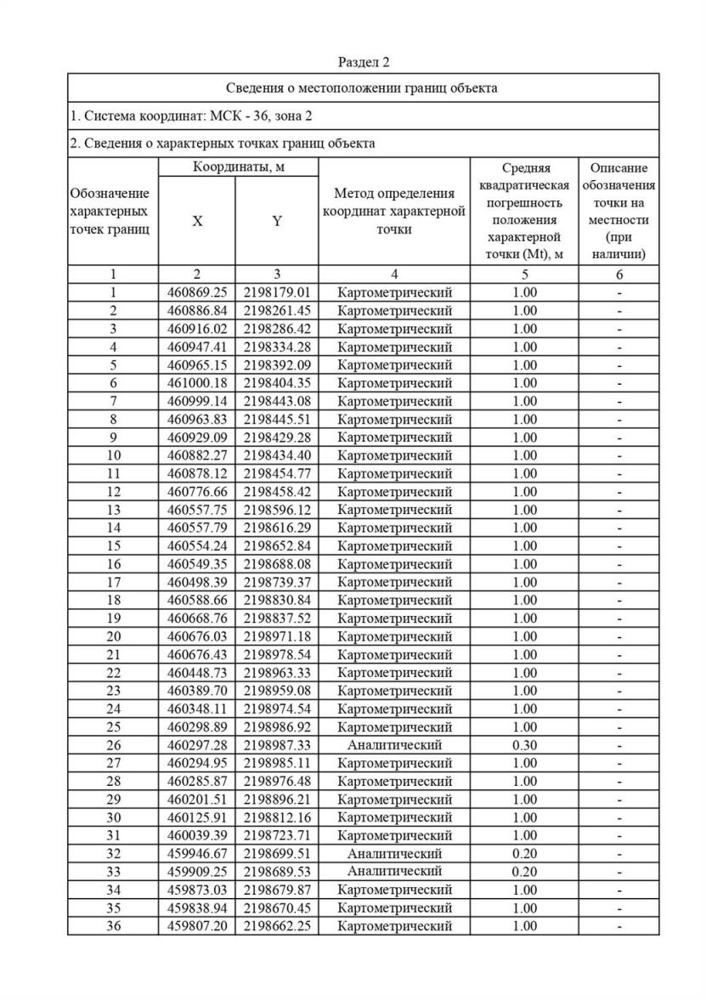 Раздел 2
Сведения о местоположении границ объекта
1. Система координат: МСК - 36, зона 2
2. Сведения о характерных точках границ объекта
Обозначение характерных точек границ
Координаты, м
X
Y
Метод определения координат характерной точки
Средняя квадратическая погрешность положения характерной точки (Mt), м
Описание обозначения точки на местности (при наличии)
1 2 3 4 5 6
1 460869.25 2198179.01 Картометрический 1.00 -
2 460886.84 2198261.45 Картометрический 1.00 -
3 460916.02 2198286.42 Картометрический 1.00 -
4 460947.41 2198334.28 Картометрический 1.00 -
5 460965.15 2198392.09 Картометрический 1.00 -
6 461000.18 2198404.35 Картометрический 1.00 -
7 460999.14 2198443.08 Картометрический 1.00 -
8 460963.83 2198445.51 Картометрический 1.00 -
9 460929.09 2198429.28 Картометрический 1.00 -
10 460882.27 2198434.40 Картометрический 1.00 -
11 460878.12 2198454.77 Картометрический 1.00 -
12 460776.66 2198458.42 Картометрический 1.00 -
13 460557.75 2198596.12 Картометрический 1.00 -
14 460557.79 2198616.29 Картометрический 1.00 -
15 460554.24 2198652.84 Картометрический 1.00 -
16 460549.35 2198688.08 Картометрический 1.00 -
17 460498.39 2198739.37 Картометрический 1.00 -
18 460588.66 2198830.84 Картометрический 1.00 -
19 460668.76 2198837.52 Картометрический 1.00 -
20 460676.03 2198971.18 Картометрический 1.00 -
21 460676.43 2198978.54 Картометрический 1.00 -
22 460448.73 2198963.33 Картометрический 1.00 -
23 460389.70 2198959.08 Картометрический 1.00 -
24 460348.11 2198974.54 Картометрический 1.00 -
25 460298.89 2198986.92 Картометрический 1.00 -
26 460297.28 2198987.33 Аналитический 0.30 -
27 460294.95 2198985.11 Картометрический 1.00 -
28 460285.87 2198976.48 Картометрический 1.00 -
29 460201.51 2198896.21 Картометрический 1.00 -
30 460125.91 2198812.16 Картометрический 1.00 -
31 460039.39 2198723.71 Картометрический 1.00 -
32 459946.67 2198699.51 Аналитический 0.20 -
33 459909.25 2198689.53 Аналитический 0.20 -
34 459873.03 2198679.87 Картометрический 1.00 -
35 459838.94 2198670.45 Картометрический 1.00 -
36 459807.20 2198662.25 Картометрический 1.00 -